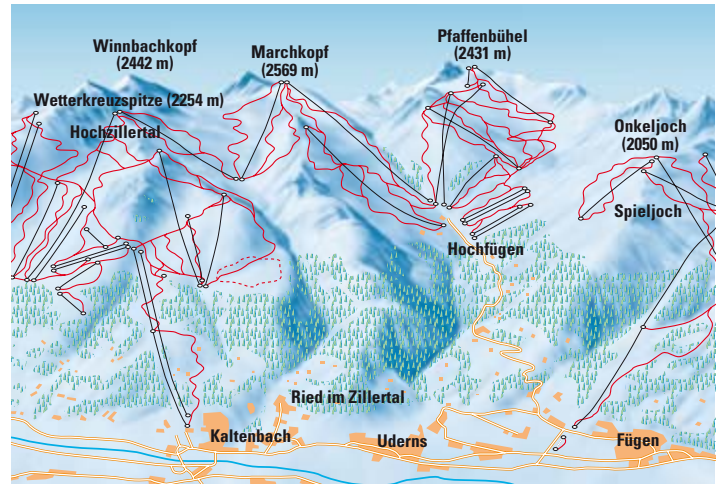 Winnbachkopf
(2442 m)
Marchkopf
(2569 m)
Pfaffenbühel
(2431 m)
Wetterkreuzspitze (2254 m)
Hochzillertal
Onkeljoch
(2050 m)
Spieljoch
Hochfügen
Ried im Zillertal
Kaltenbach
Uderns
Fügen